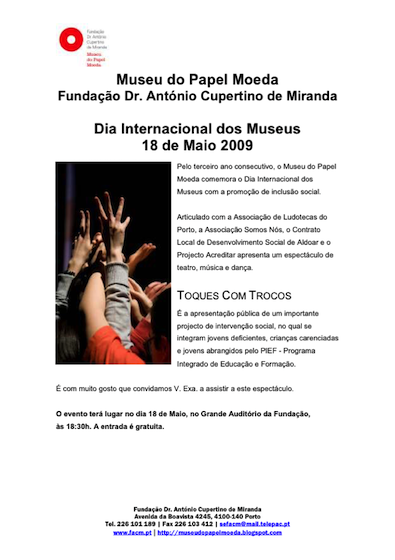 Fundação
Dr. António
Cupertino
de Miranda
Museu
do Papel
Moeda
Museu do Papel Moeda
Fundação Dr. António Cupertino de Miranda
Dia Internacional dos Museus
18 de Maio 2009
Pelo terceiro ano consecutivo, o Museu do Papel
Moeda comemora o Dia Internacional dos
Museus com a promoção de inclusão social.
Articulado com a Associação de Ludotecas do
Porto, a Associação Somos Nós, o Contrato
Local de Desenvolvimento Social de Aldoar e o
Projecto Acreditar apresenta um espectáculo de
teatro, música e dança.
TOQUES COM TROCOS
É a apresentação pública de um importante
projecto de intervenção social, no qual se
integram jovens deficientes, crianças carenciadas
e jovens abrangidos pelo PIEF - Programa
Integrado de Educação e Formação.
É com muito gosto que convidamos V. Exa. a assistir a este espectáculo.
O evento terá lugar no dia 18 de Maio, no Grande Auditório da Fundação,
às 18:30h. A entrada é gratuita.
Fundação Dr. António Cupertino de Miranda
Avenida da Boavista 4245, 4100-140 Porto
Tel. 226 101 189 | Fax 226 103 412 | sefacm@mail.telepac.pt
www.facm.pt | http://museudopapelmoeda.blogspot.com